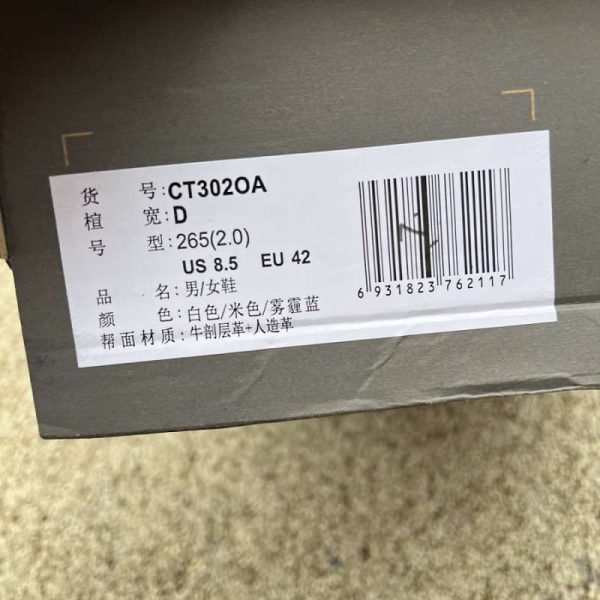 货 号:CT302OA
楦 宽:D
号 型:265(2.0)
US 8.5 EU 42
品 名:男/女鞋
颜 色:白色/米色/雾霾蓝
帮面材质:牛剖层革+人造革
6 931823 762117